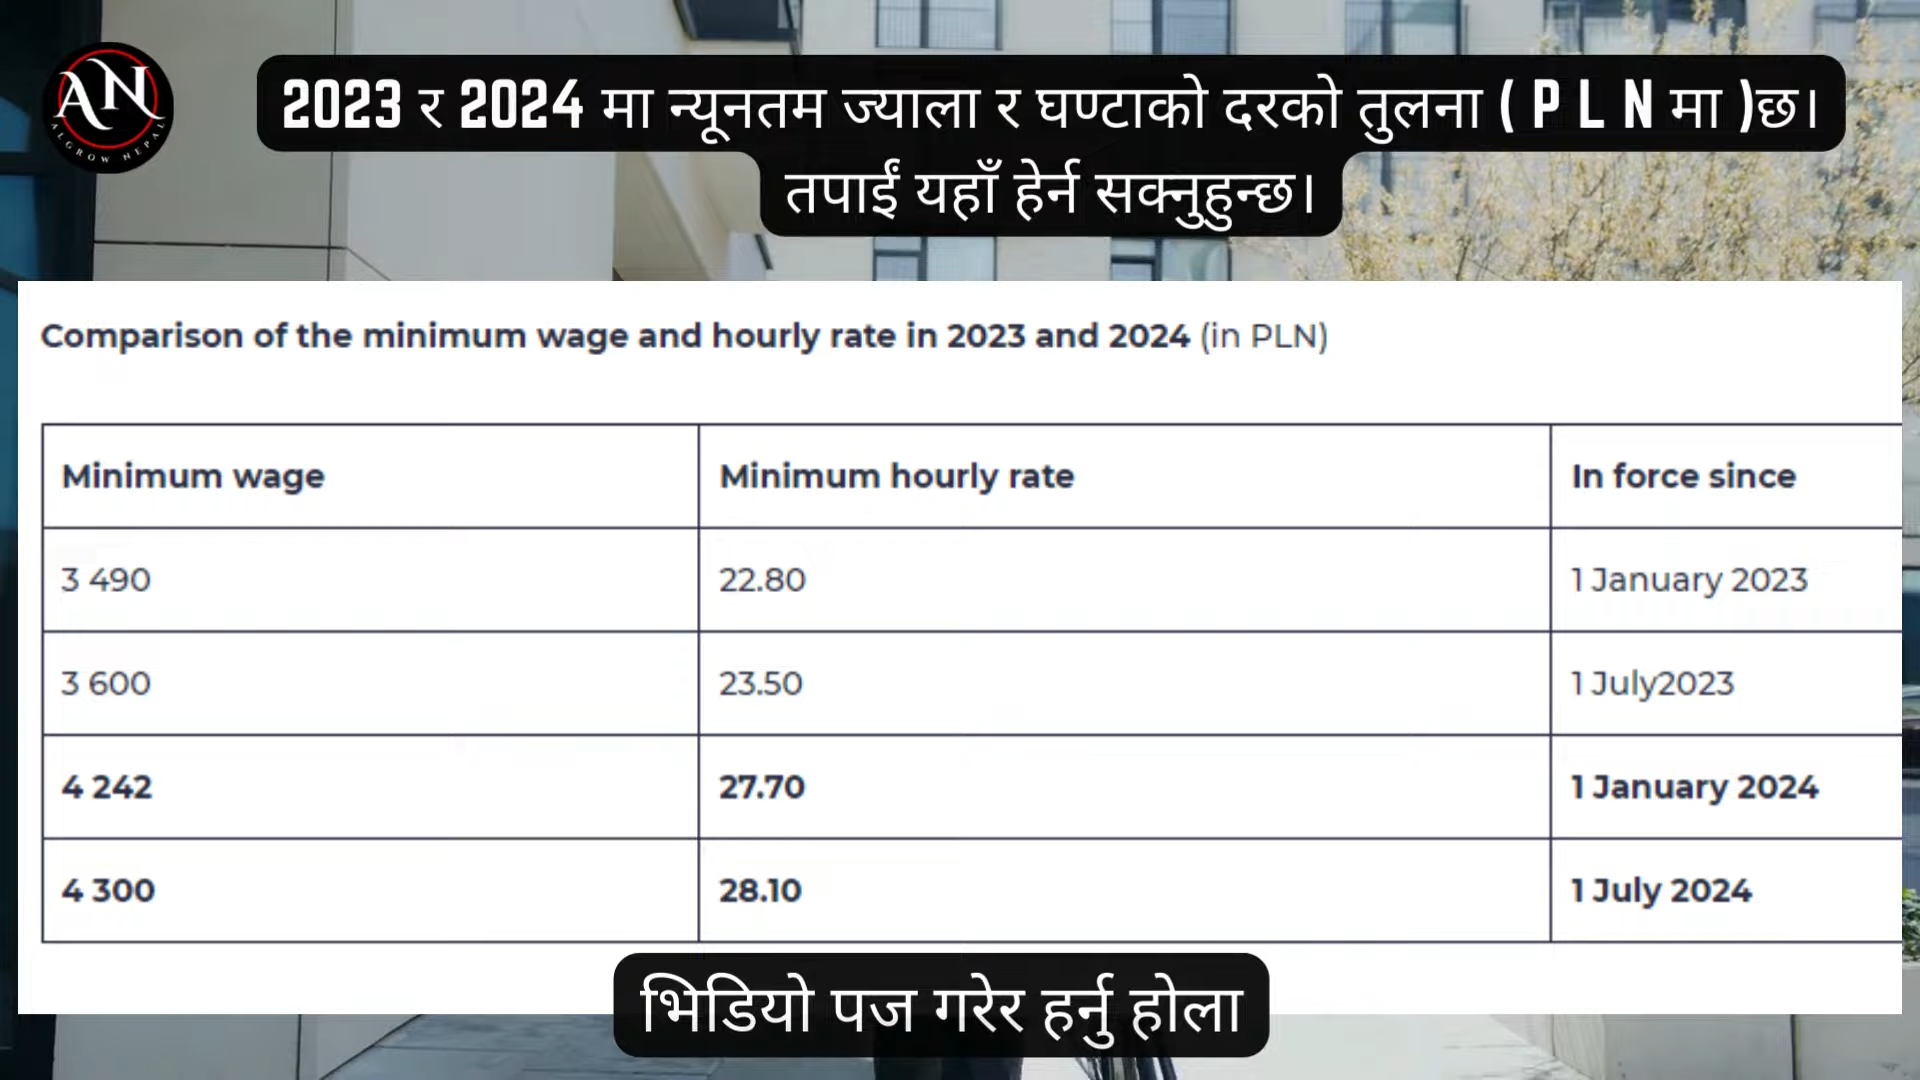 AN
ALGROW NEPAL
2023 र 2024 मा न्यूनतम ज्याला र घण्टाको दरको तुलना ( P L N मा )छ।
तपाईं यहाँ हेर्न सक्नुहुन्छ।
Comparison of the minimum wage and hourly rate in 2023 and 2024 (in PLN)
Minimum wage Minimum hourly rate In force since
3 490 22.80 1 January 2023
3 600 23.50 1 July2023
4 242 27.70 1 January 2024
4 300 28.10 1 July 2024
भिडियो पज गरेर हर्नु होला